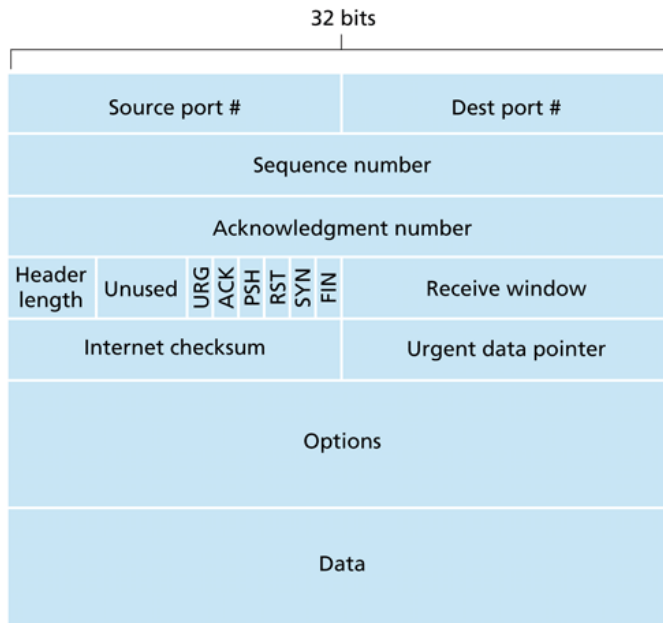 32 bits
Source port #
Dest port #
Sequence number
Acknowledgment number
Header
length
Unused
URG
ACK
PSH
RST
SYN
FIN
Receive window
Internet checksum
Urgent data pointer
Options
Data